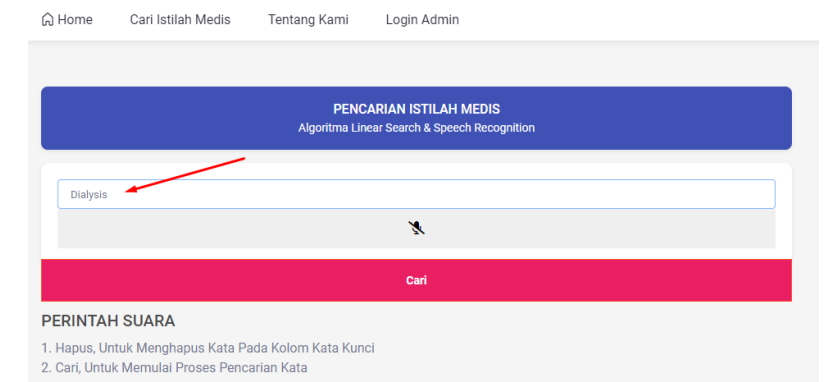 Home Cari Istilah Medis Tentang Kami Login Admin
PENCARIAN ISTILAH MEDIS
Algoritma Linear Search & Speech Recognition
Dialysis
Cari
PERINTAH SUARA
1. Hapus, Untuk Menghapus Kata Pada Kolom Kata Kunci
2. Cari, Untuk Memulai Proses Pencarian Kata